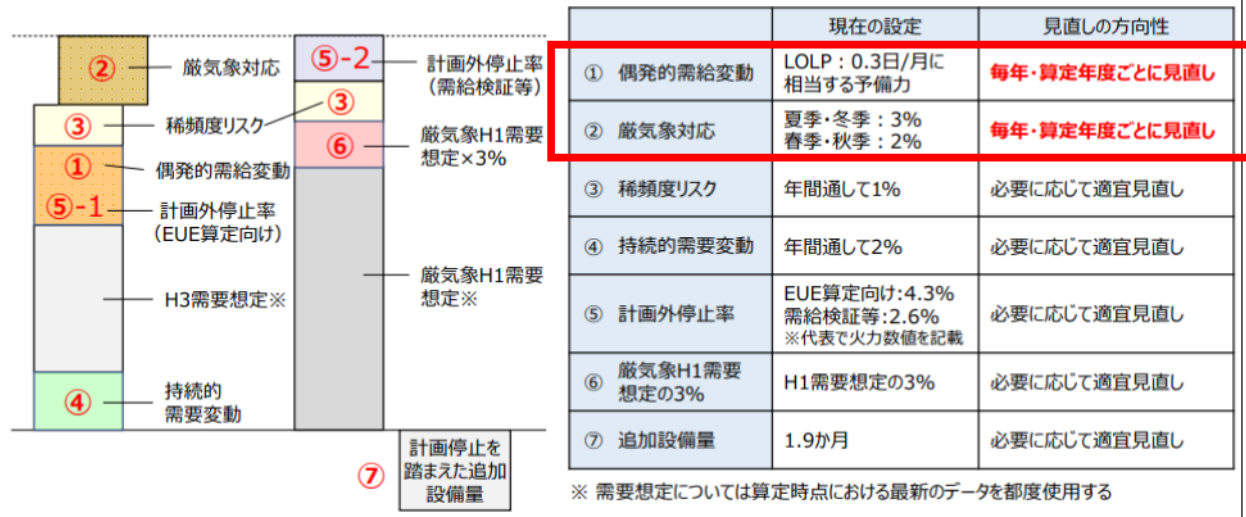 ②
厳気象対応
③
稀頻度リスク
①
偶発的需給変動
⑤-1
計画外停止率
（EUE算定向け）
H3需要想定※
④
持続的
需要変動
⑤-2
計画外停止率
（需給検証等）
③
⑥
厳気象H1需要
想定×3%
厳気象H1需要
想定※
⑦
計画停止を
踏まえた追加
設備量
現在の設定
見直しの方向性
① 偶発的需給変動
LOLP：0.3日/月に
相当する予備力
毎年・算定年度ごとに見直し
② 厳気象対応
夏季・冬季：3%
春季・秋季：2%
毎年・算定年度ごとに見直し
③ 稀頻度リスク
年間通して1%
必要に応じて適宜見直し
④ 持続的需要変動
年間通して2%
必要に応じて適宜見直し
⑤ 計画外停止率
EUE算定向け:4.3%
需給検証等:2.6%
※代表で火力数値を記載
必要に応じて適宜見直し
⑥ 厳気象H1需要
想定の3%
H1需要想定の3%
必要に応じて適宜見直し
⑦ 追加設備量
1.9か月
必要に応じて適宜見直し
※ 需要想定については算定時点における最新のデータを都度使用する